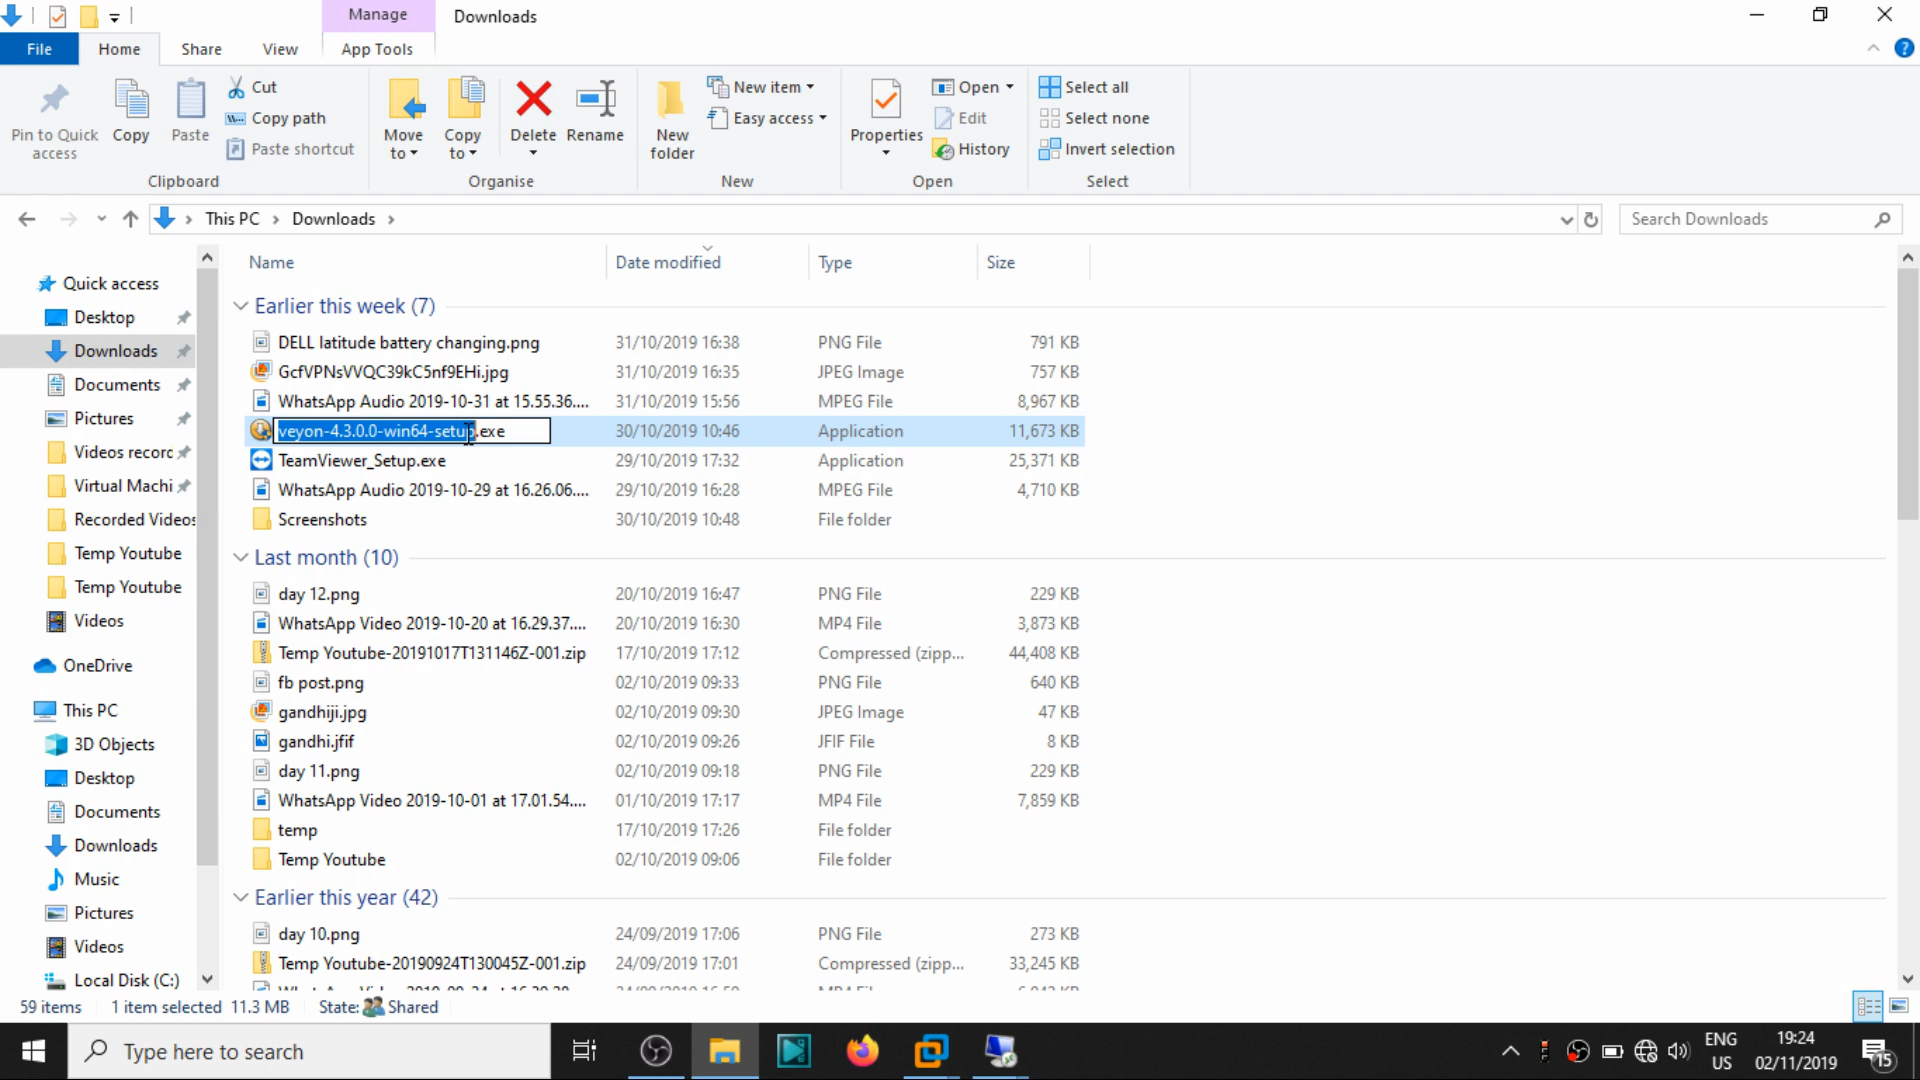 Manage
Downloads
File
Home
Share
View
App Tools
Pin to Quick access
Copy
Paste
Cut
Copy path
Paste shortcut
Clipboard
Move to
Copy to
Delete
Rename
Organise
New folder
New item
Easy access
New
Properties
Open
Edit
History
Open
Select all
Select none
Invert selection
Select
This PC
Downloads
Search Downloads
Quick access
Desktop
Downloads
Documents
Pictures
Videos record
Virtual Machi
Recorded Videos
Temp Youtube
Temp Youtube
Videos
OneDrive
This PC
3D Objects
Desktop
Documents
Downloads
Music
Pictures
Videos
Local Disk (C:)
Name Date modified Type Size
Earlier this week (7)
DELL latitude battery changing.png 31/10/2019 16:38 PNG File 791 KB
GcfVPNsVVQC39kC5nf9EHi.jpg 31/10/2019 16:35 JPEG Image 757 KB
WhatsApp Audio 2019-10-31 at 15.55.36.... 31/10/2019 15:56 MPEG File 8,967 KB
veyon-4.3.0.0-win64-setup.exe 30/10/2019 10:46 Application 11,673 KB
TeamViewer_Setup.exe 29/10/2019 17:32 Application 25,371 KB
WhatsApp Audio 2019-10-29 at 16.26.06.... 29/10/2019 16:28 MPEG File 4,710 KB
Screenshots 30/10/2019 10:48 File folder
Last month (10)
day 12.png 20/10/2019 16:47 PNG File 229 KB
WhatsApp Video 2019-10-20 at 16.29.37.... 20/10/2019 16:30 MP4 File 3,873 KB
Temp Youtube-20191017T131146Z-001.zip 17/10/2019 17:12 Compressed (zipp... 44,408 KB
fb post.png 02/10/2019 09:33 PNG File 640 KB
gandhiji.jpg 02/10/2019 09:30 JPEG Image 47 KB
gandhi.jfif 02/10/2019 09:26 JFIF File 8 KB
day 11.png 02/10/2019 09:18 PNG File 229 KB
WhatsApp Video 2019-10-01 at 17.01.54.... 01/10/2019 17:17 MP4 File 7,859 KB
temp 17/10/2019 17:26 File folder
Temp Youtube 02/10/2019 09:06 File folder
Earlier this year (42)
day 10.png 24/09/2019 17:06 PNG File 273 KB
Temp Youtube-20190924T130045Z-001.zip 24/09/2019 17:01 Compressed (zipp... 33,245 KB
59 items 1 item selected 11.3 MB State: Shared
Type here to search
ENG
US
19:24
02/11/2019
15